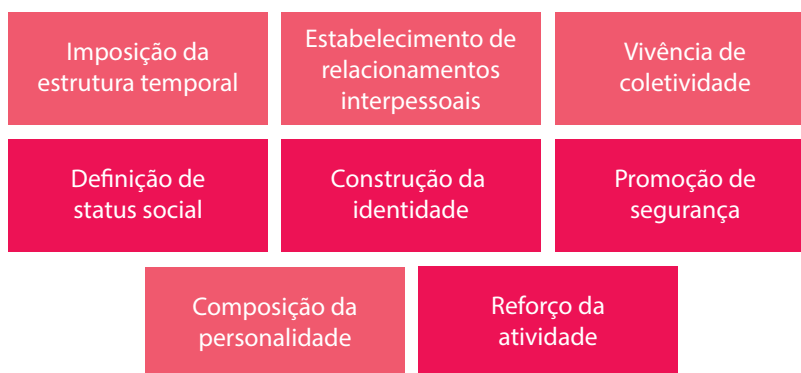 Imposição da
estrutura temporal
Estabelecimento de
relacionamentos
interpessoais
Vivência de
coletividade
Definição de
status social
Construção da
identidade
Promoção de
segurança
Composição da
personalidade
Reforço da
atividade